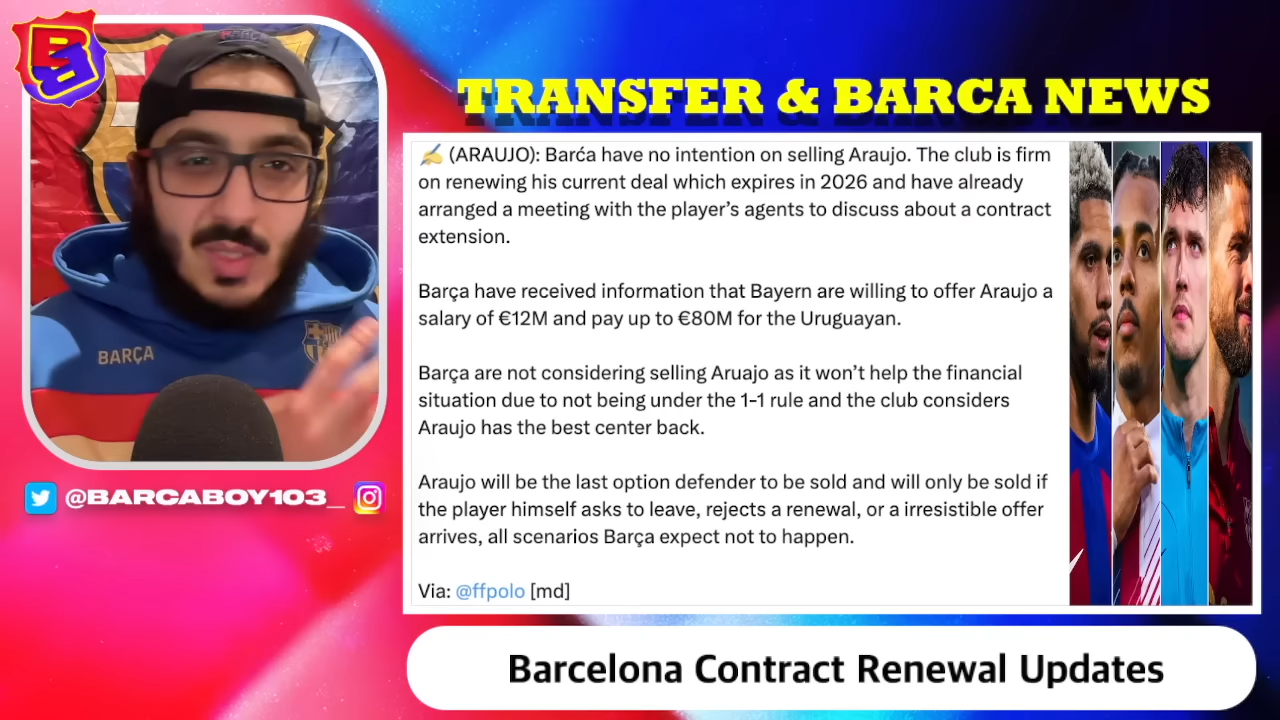 TRANSFER & BARCA NEWS
✍️ (ARAUJO): Barća have no intention on selling Araujo. The club is firm
on renewing his current deal which expires in 2026 and have already
arranged a meeting with the player’s agents to discuss about a contract
extension.
Barça have received information that Bayern are willing to offer Araujo a
salary of €12M and pay up to €80M for the Uruguayan.
Barça are not considering selling Aruajo as it won’t help the financial
situation due to not being under the 1-1 rule and the club considers
Araujo has the best center back.
Araujo will be the last option defender to be sold and will only be sold if
the player himself asks to leave, rejects a renewal, or a irresistible offer
arrives, all scenarios Barça expect not to happen.
Via: @ffpolo [md]
BARÇA
@BARCABOY103_
Barcelona Contract Renewal Updates